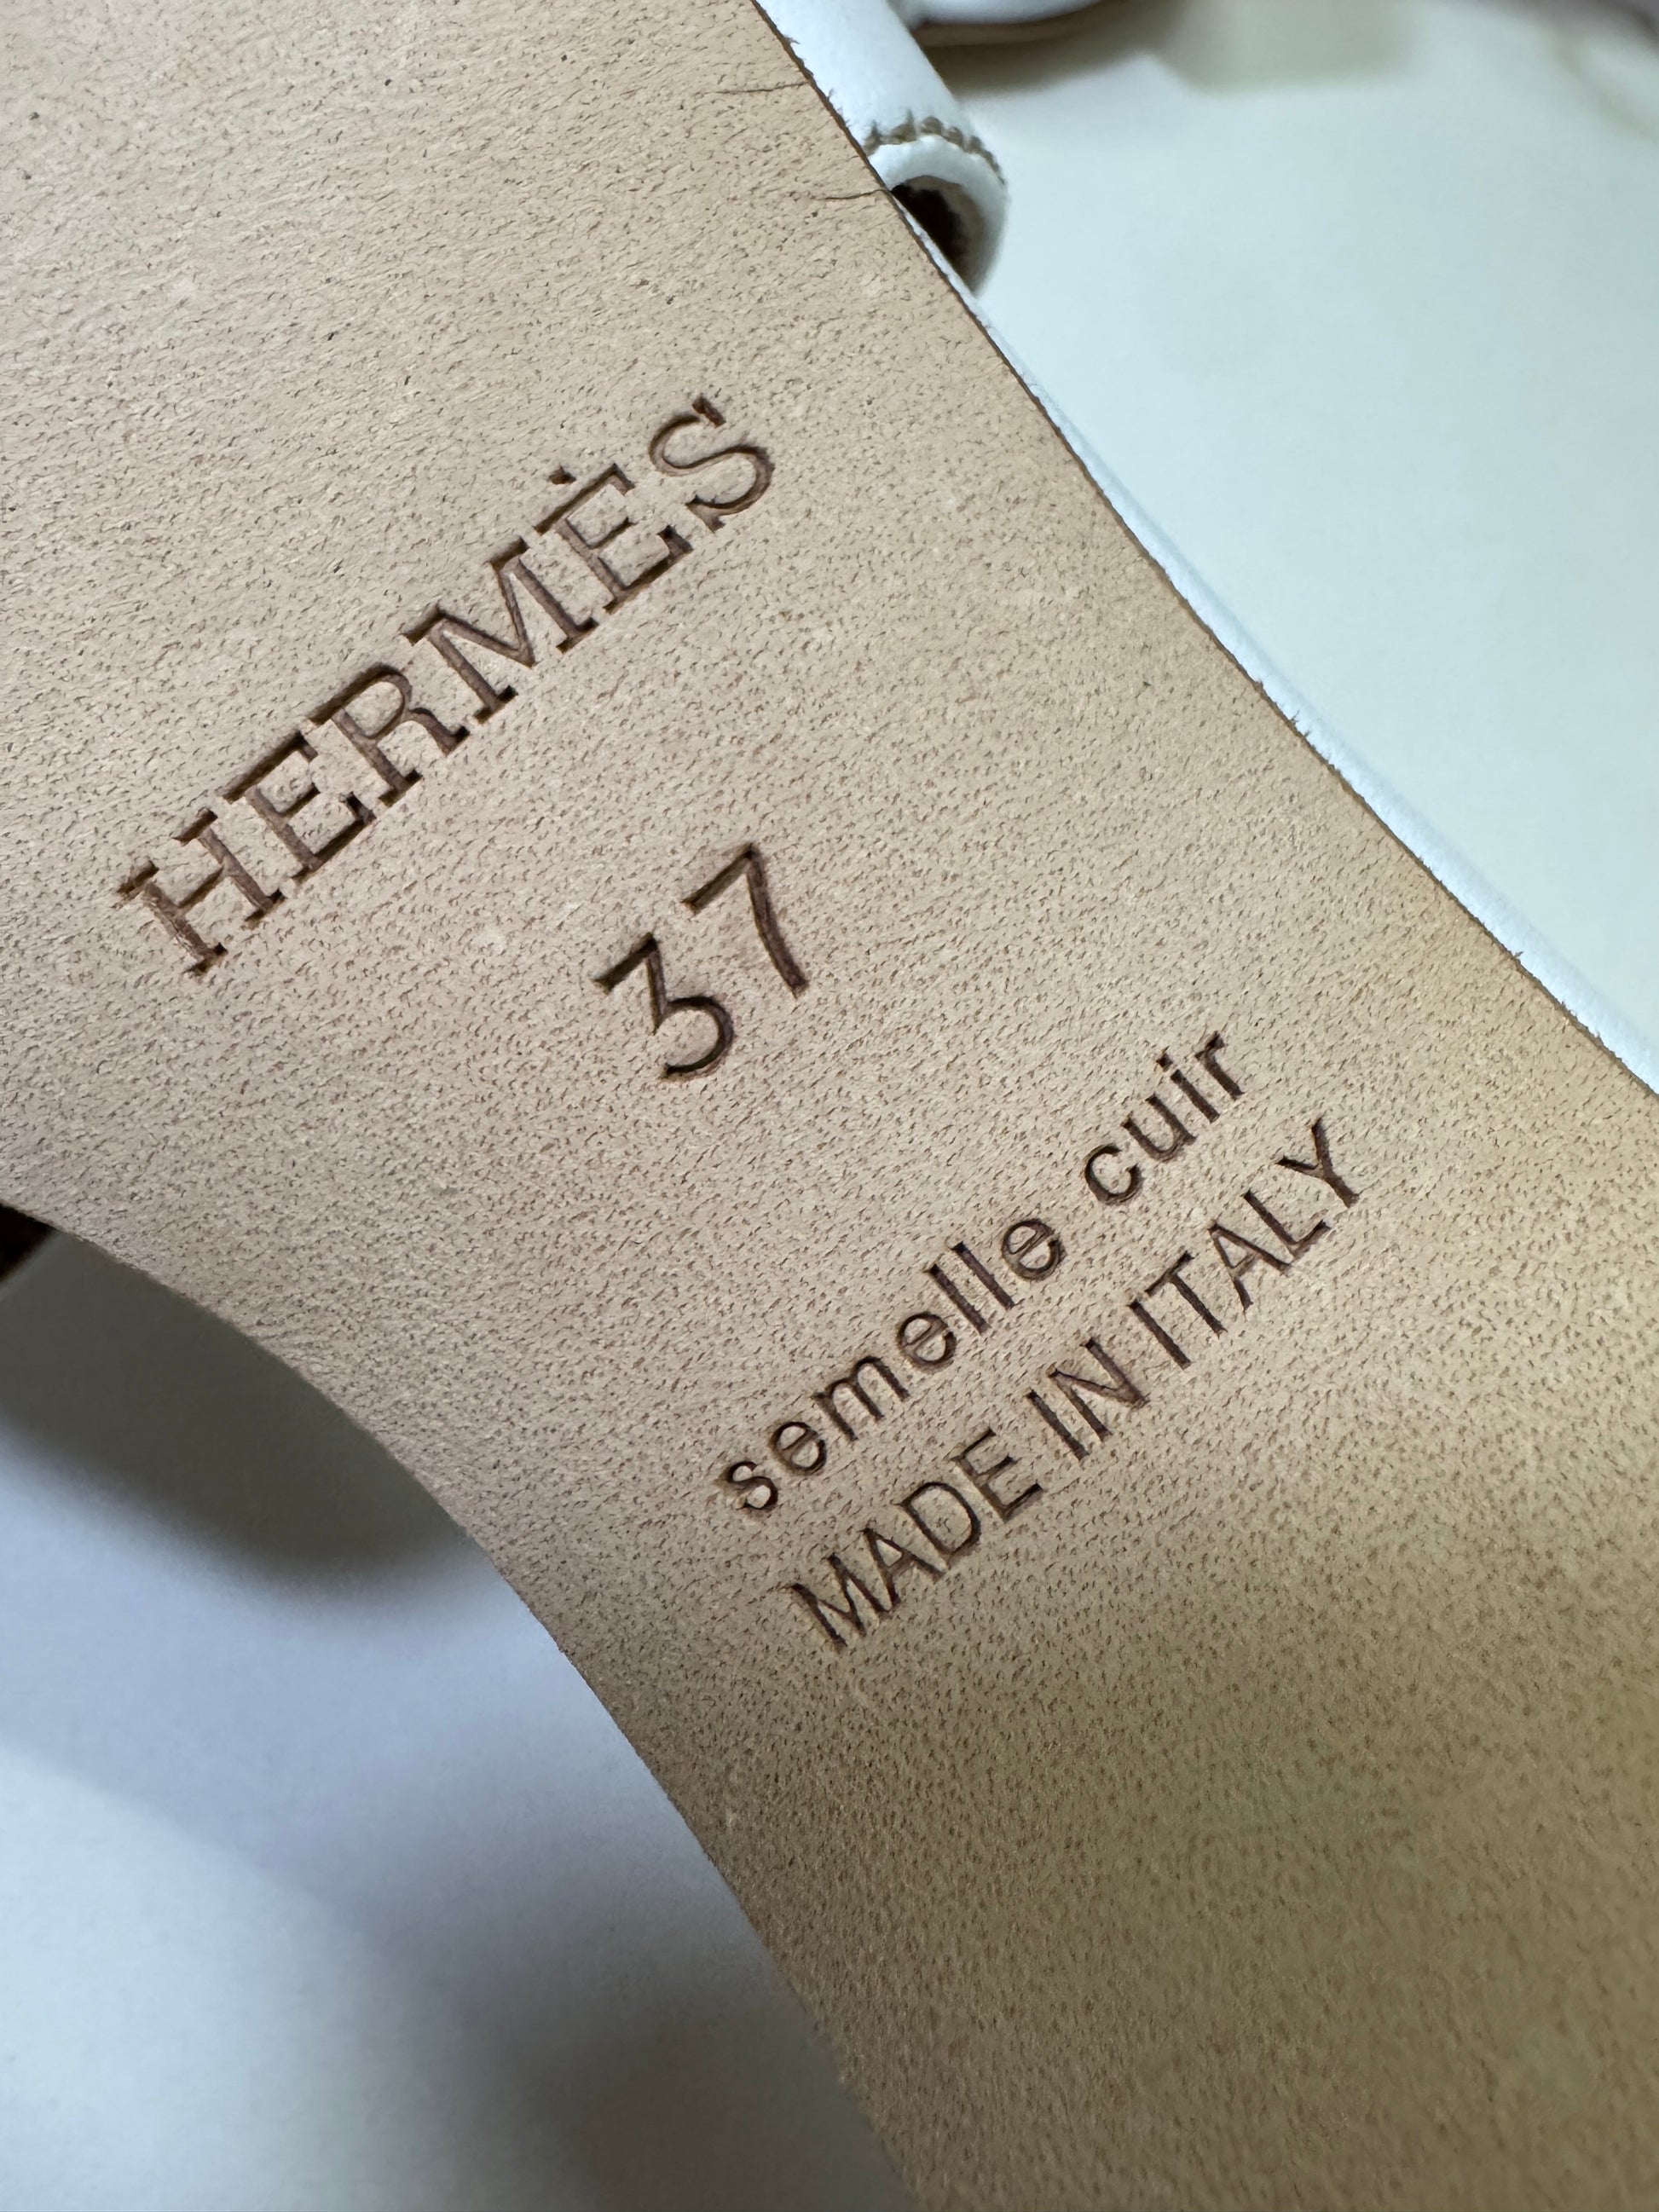 HERMÈS
37
semelle cuir
MADE IN ITALY